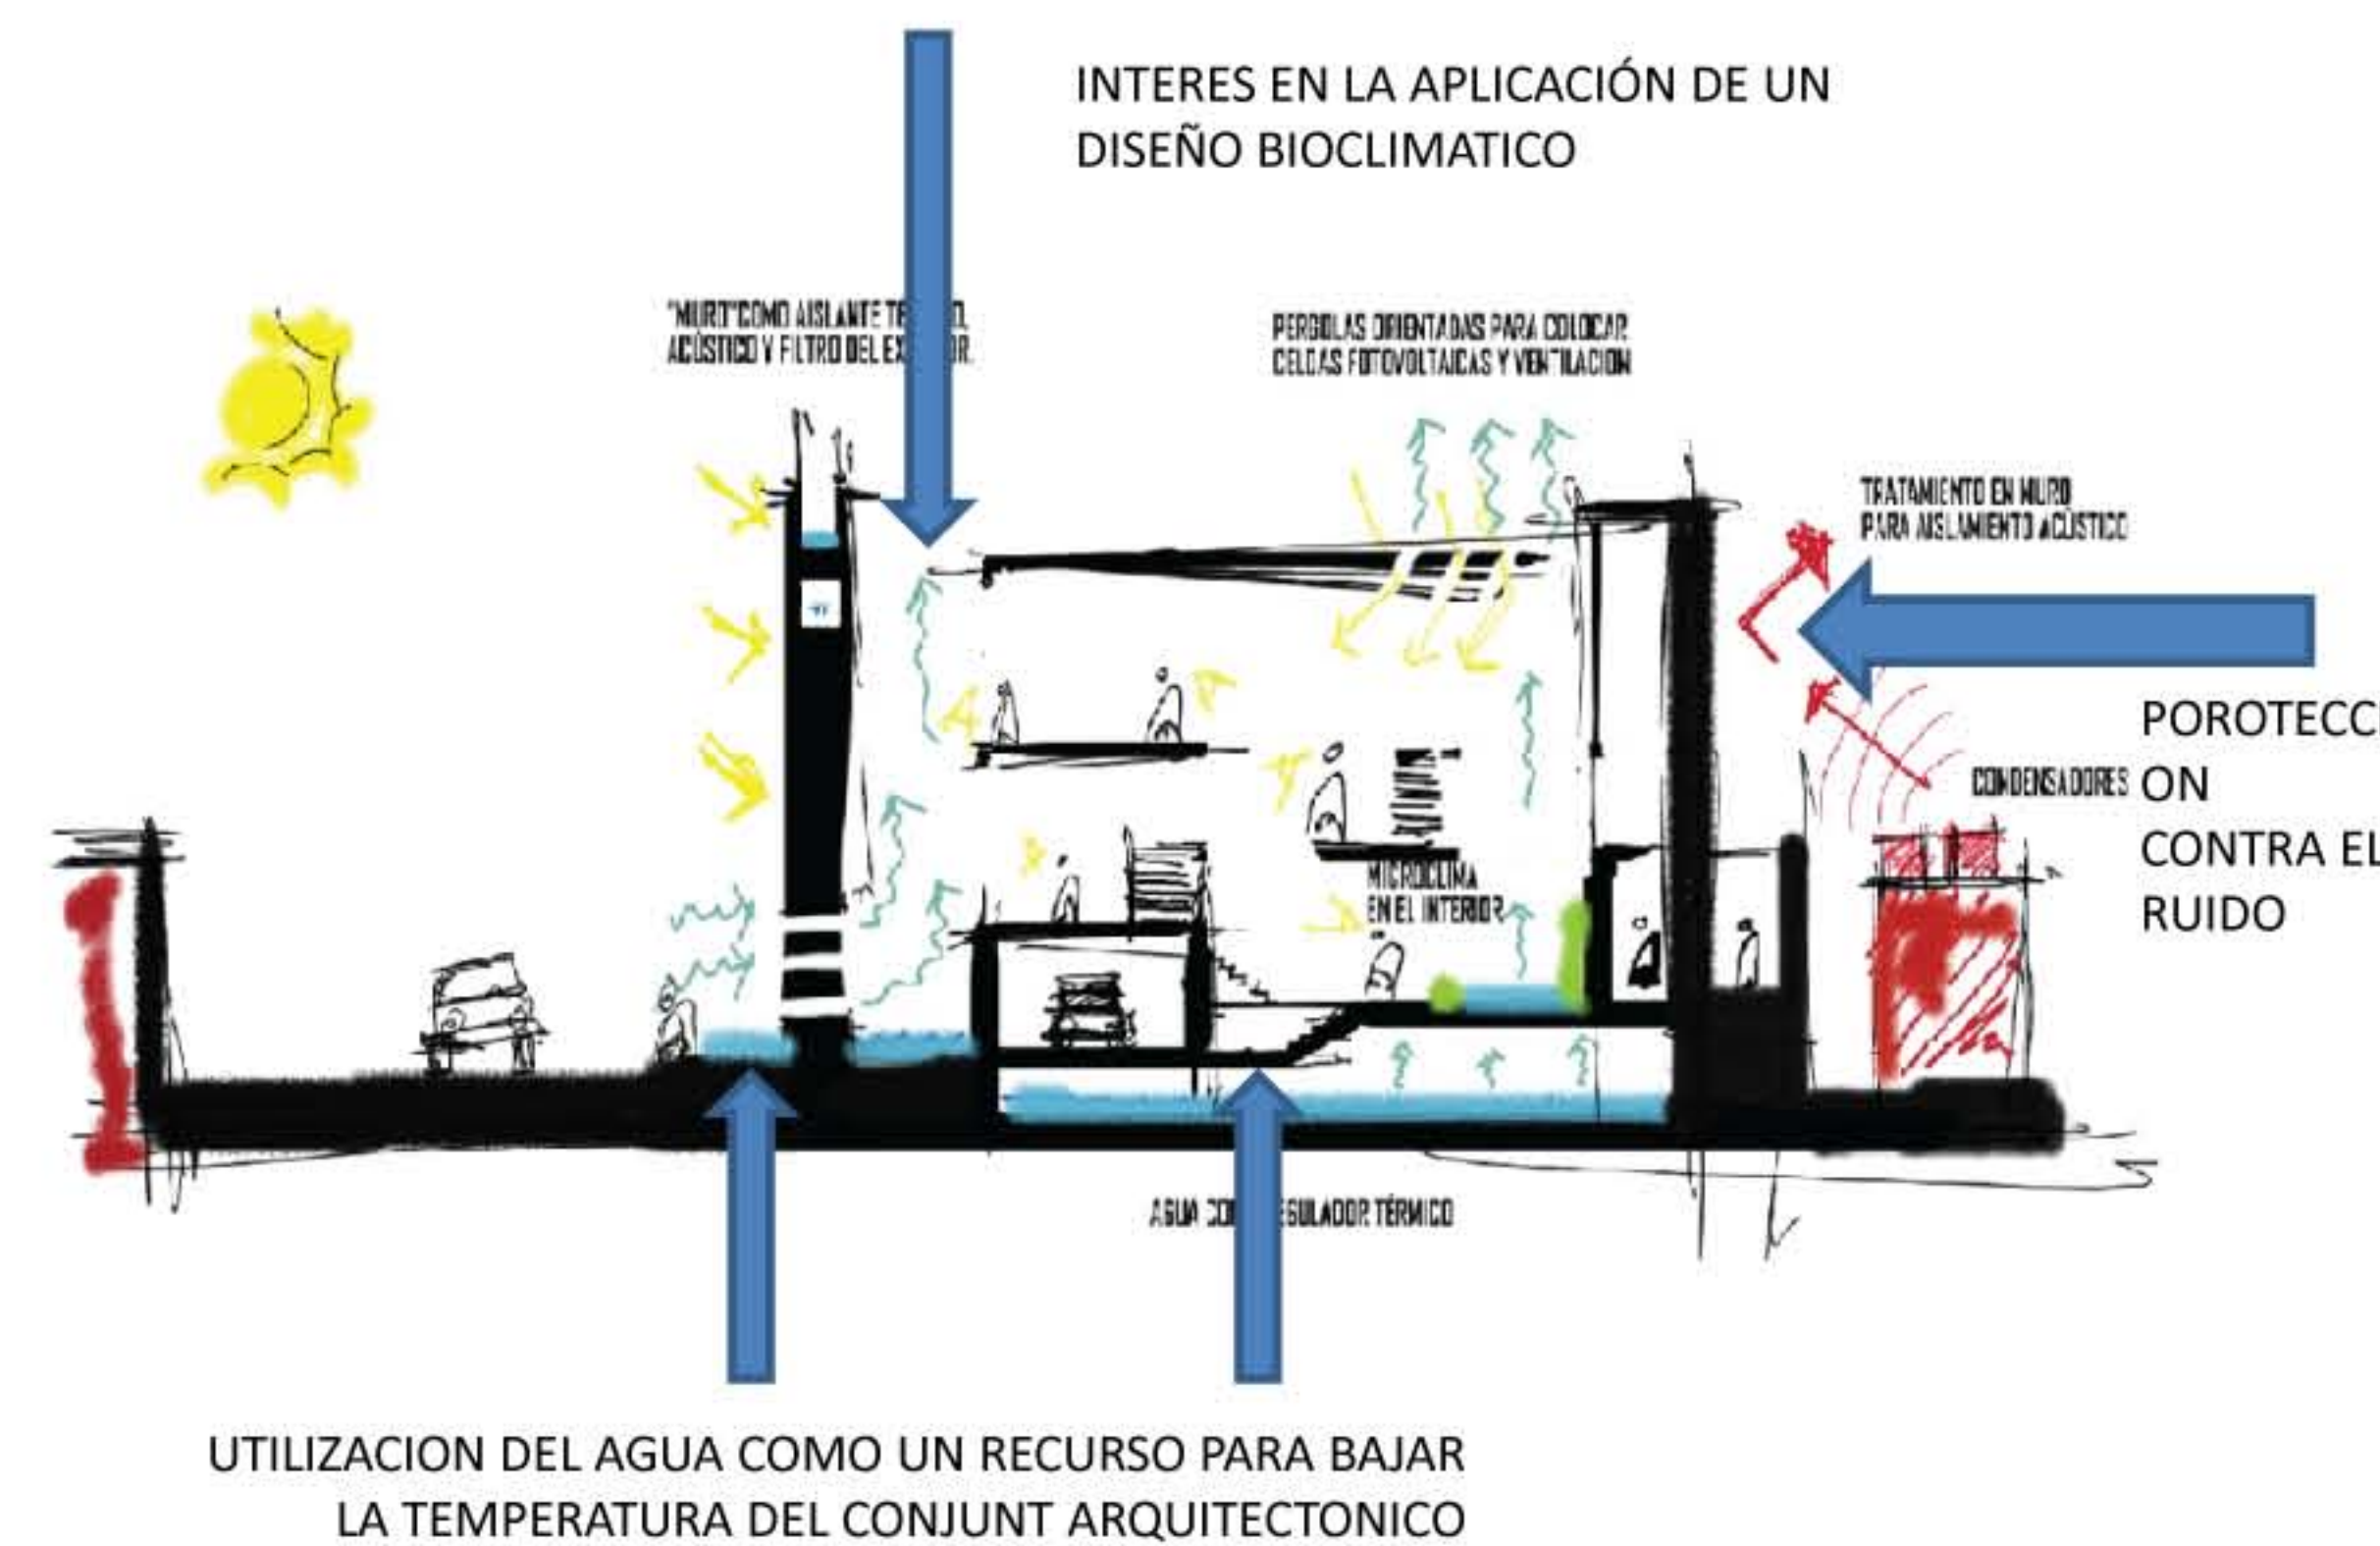 INTERES EN LA APLICACIÓN DE UN
DISEÑO BIOCLIMATICO
"MURO"COMO AISLANTE
ACÚSTICO Y FILTRO DEL
PERGOLAS ORIENTADAS PARA COLOCAR
CELDAS FOTOVOLTAICAS Y VENTILACION
TRATAMIENTO EN MURO
PARA AISLAMIENTO ACÚSTICO
POROTECCI
CONDENSADORES
ON
CONTRA EL
RUIDO
MICROCLIMA
EN EL INTERIOR
AGUA TÉRMICO
UTILIZACION DEL AGUA COMO UN RECURSO PARA BAJAR
LA TEMPERATURA DEL CONJUNT ARQUITECTONICO